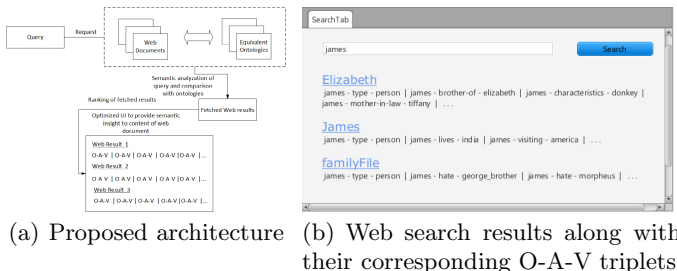 Query
Request
Web
Documents
Equivalent
Ontologies
Semantic analyzation of
query and comparison
with ontologies
Ranking of fetched results
Fetched Web results
Optimized UI to provide semantic
insight to content of web
document
Web Result 1
O-A-V | O-A-V | O-A-V | O-A-V |O-A-V |...
Web Result 2
O-A-V | O-A-V | O-A-V | O-A-V |O-A-V |...
Web Result 3
O-A-V | O-A-V | O-A-V | O-A-V |O-A-V |...
(a) Proposed architecture
SearchTab
james
Search
Elizabeth
james - type - person | james - brother-of - elizabeth | james - characteristics - donkey |
james - mother-in-law - tiffany | ...
James
james - type - person | james - lives - india | james - visiting - america | ...
familyFile
james - type - person | james - hate - george_brother | james - hate - morpheus | ...
(b) Web search results along with
their corresponding O-A-V triplets